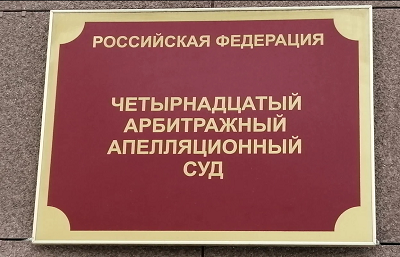 РОССИЙСКАЯ ФЕДЕРАЦИЯ
ЧЕТЫРНАДЦАТЫЙ
АРБИТРАЖНЫЙ
АПЕЛЛЯЦИОННЫЙ
СУД